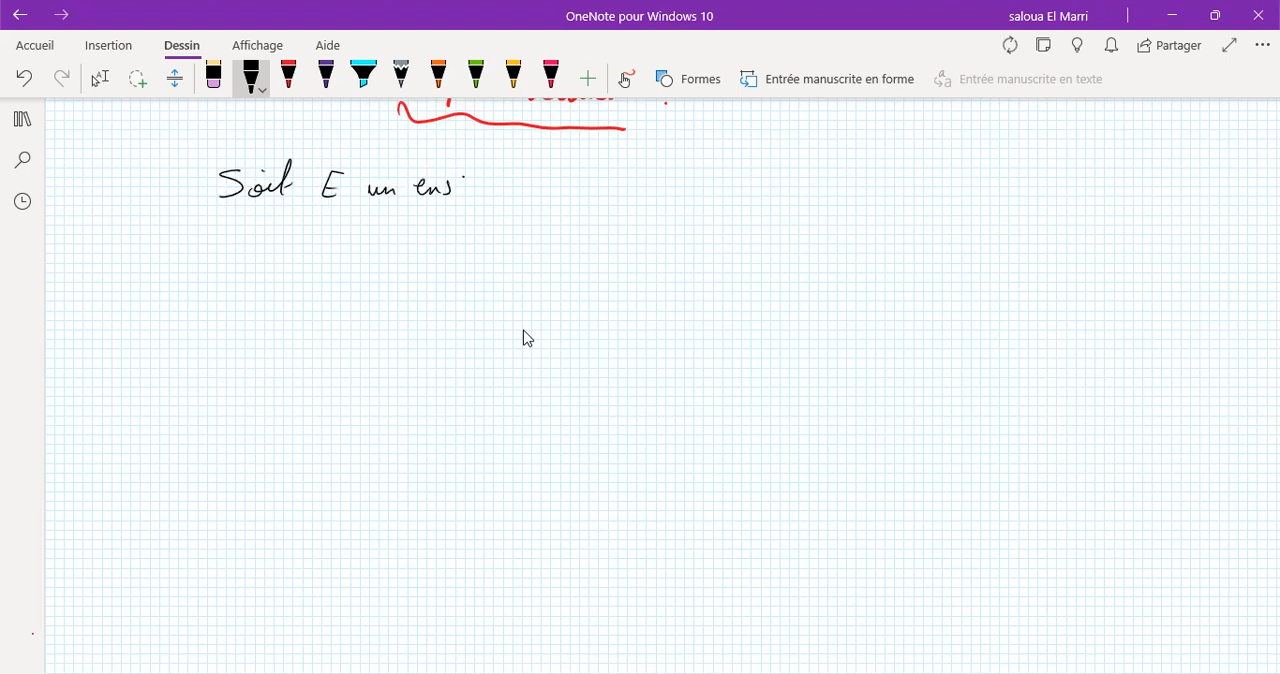 OneNote pour Windows 10
saloua El Marri
Accueil Insertion Dessin Affichage Aide
Partager
Formes Entrée manuscrite en forme Entrée manuscrite en texte
Soit E un ens